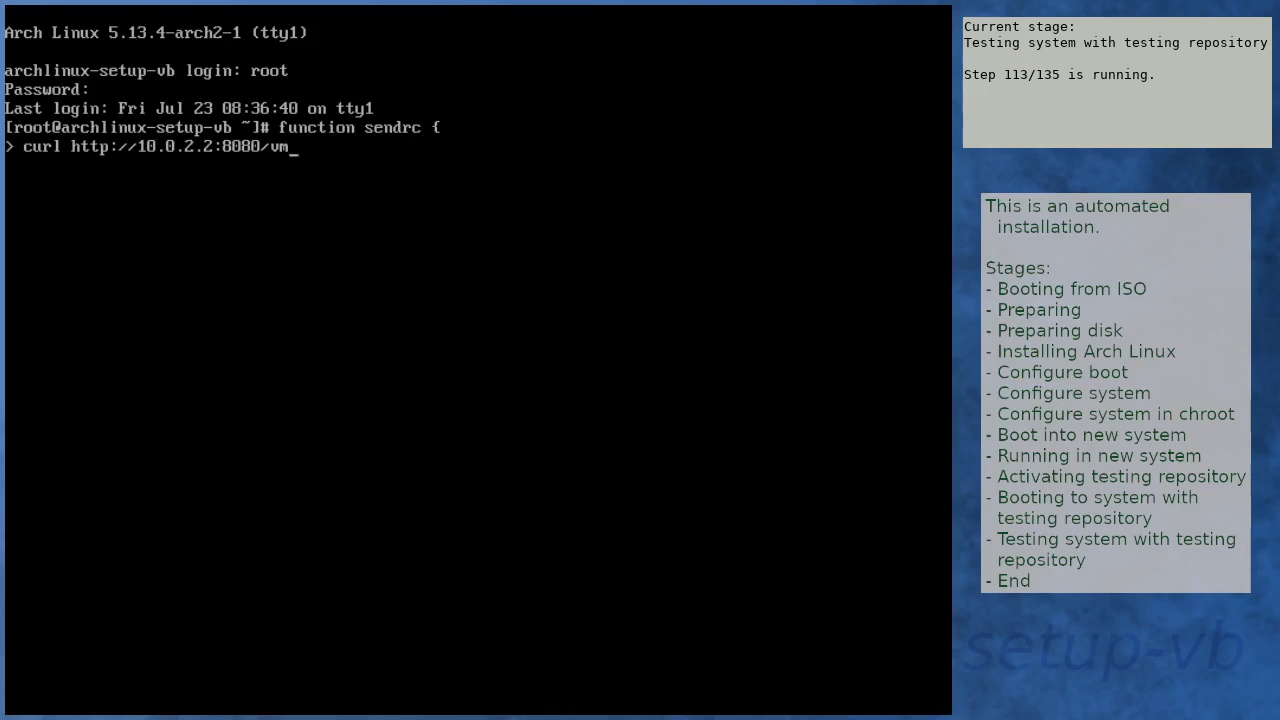 Arch Linux 5.13.4-arch2-1 (tty1)
archlinux-setup-vb login: root
Password:
Last login: Fri Jul 23 08:36:40 on tty1
[root@archlinux-setup-vb ~]# function sendrc {
> curl http://10.0.2.2:8080/vm_
Current stage:
Testing system with testing repository
Step 113/135 is running.
This is an automated
installation.
Stages:
- Booting from ISO
- Preparing
- Preparing disk
- Installing Arch Linux
- Configure boot
- Configure system
- Configure system in chroot
- Boot into new system
- Running in new system
- Activating testing repository
- Booting to system with
testing repository
- Testing system with testing
repository
- End
setup-vb